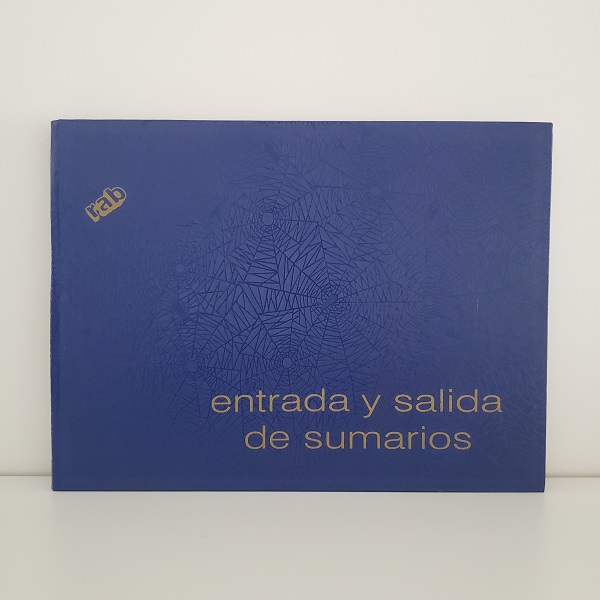 rab
entrada y salida
de sumarios